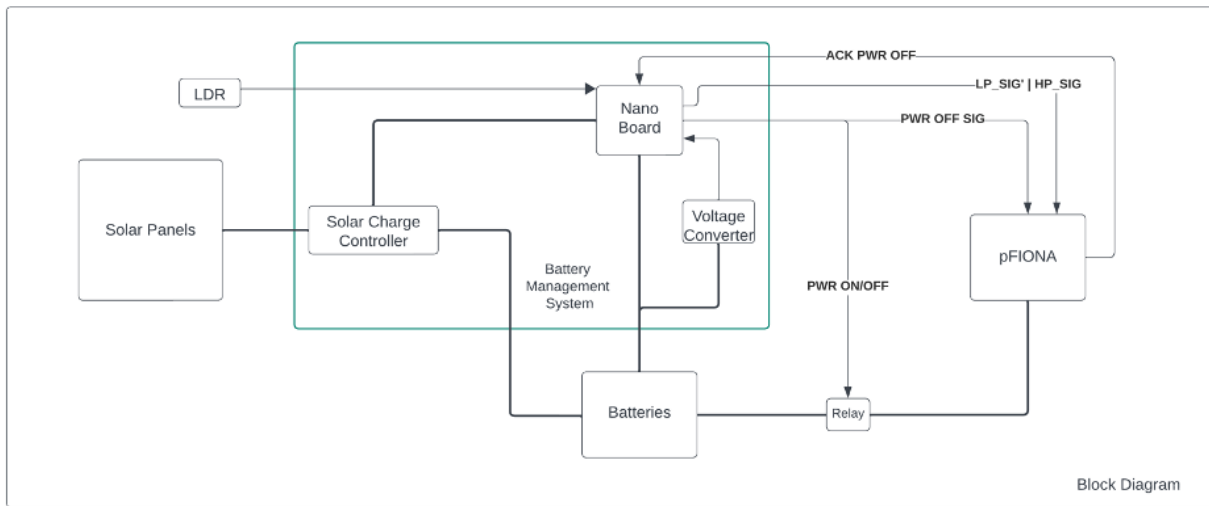 ACK PWR OFF
LP_SIG' | HP_SIG
LDR
Nano
Board
PWR OFF SIG
Solar Panels
Solar Charge
Controller
Voltage
Converter
pFIONA
Battery
Management
System
PWR ON/OFF
Batteries
Relay
Block Diagram